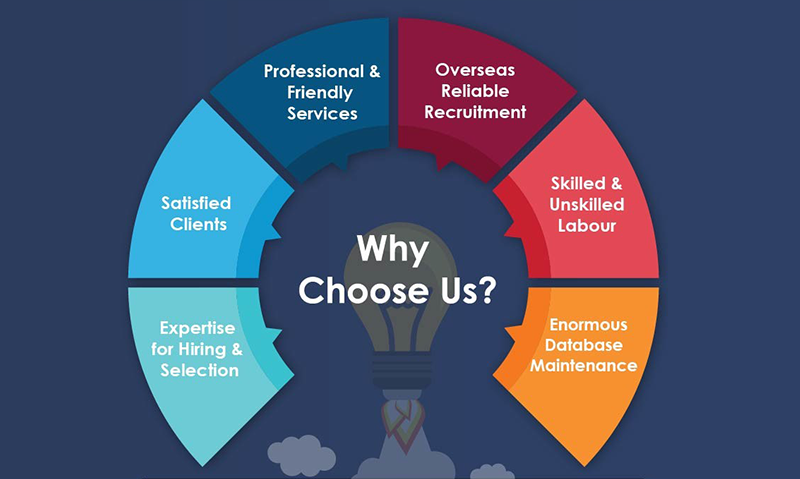 Why
Choose Us?
Expertise
for Hiring &
Selection
Satisfied
Clients
Professional &
Friendly
Services
Overseas
Reliable
Recruitment
Skilled &
Unskilled
Labour
Enormous
Database
Maintenance